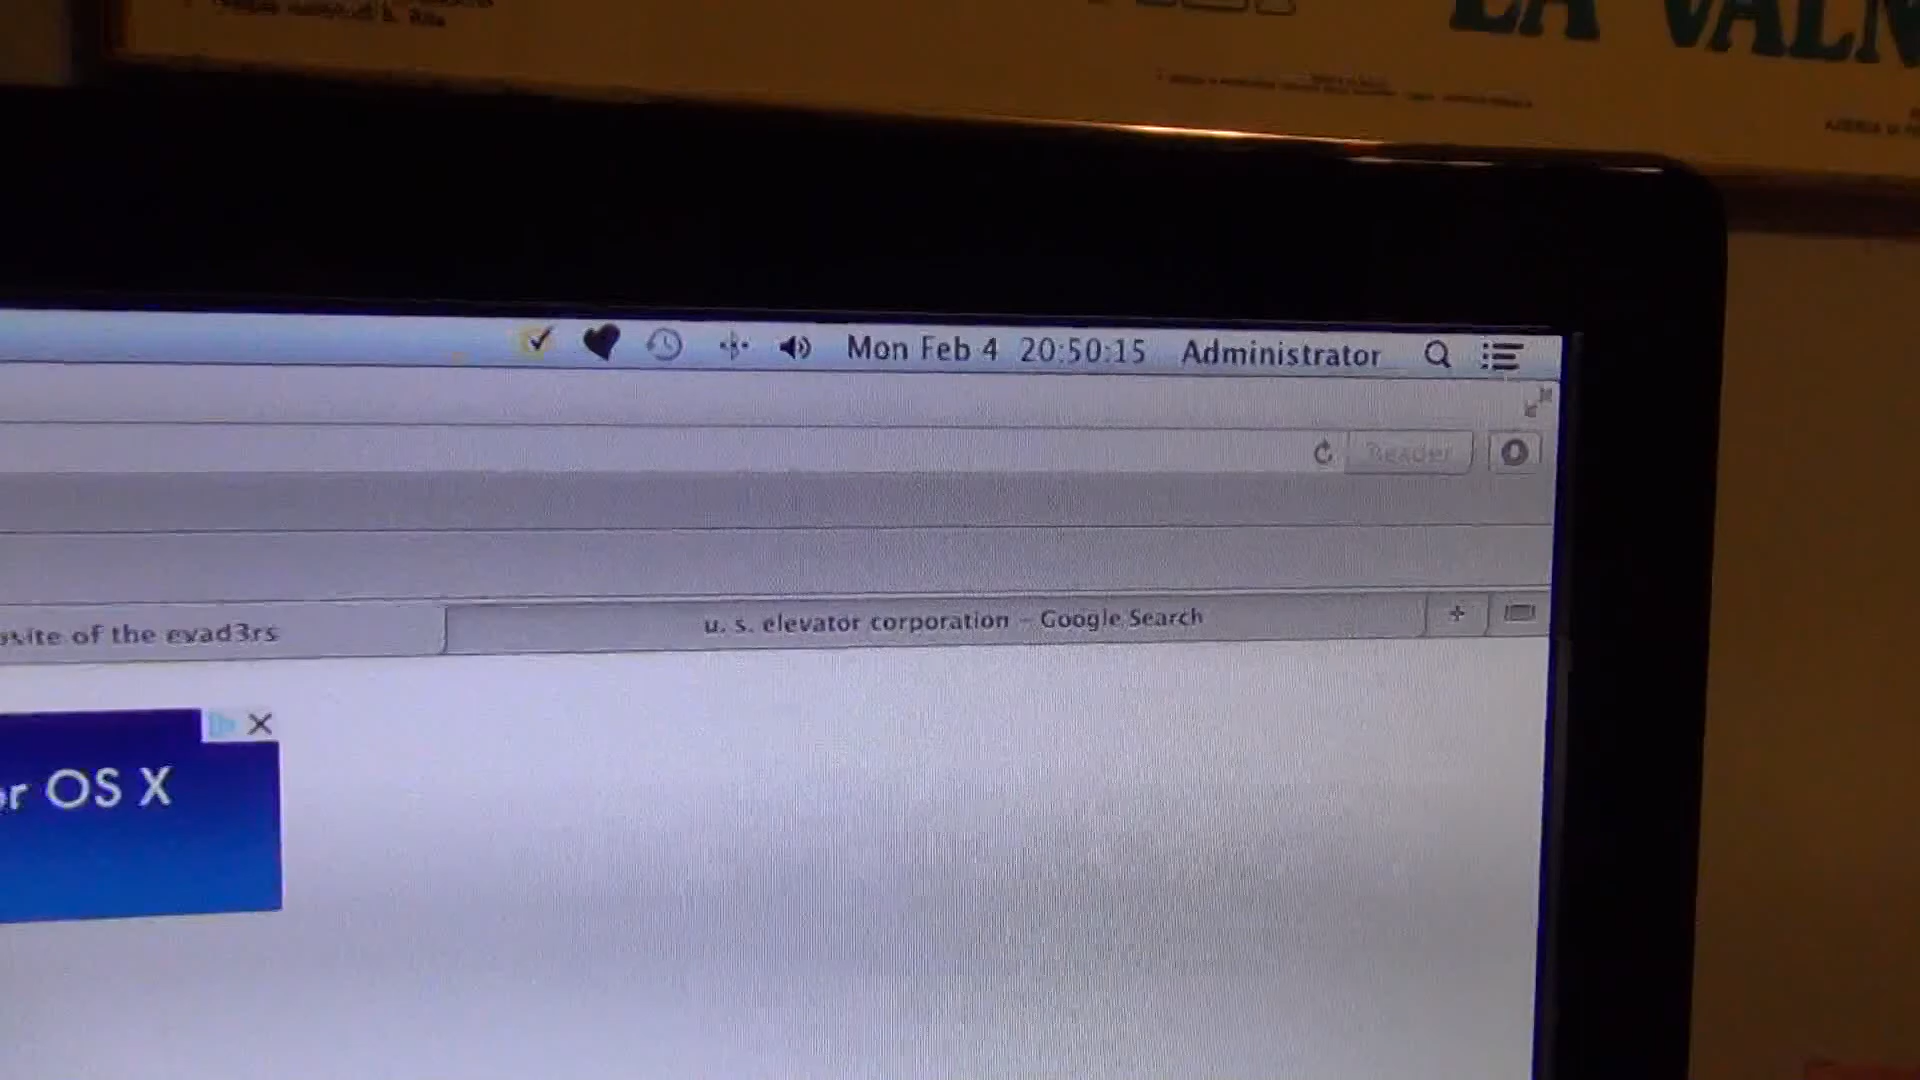 LA VALN
Mon Feb 4 20:50:15 Administrator
Reader
site of the evad3rs
u. s. elevator corporation – Google Search
+
r OS X